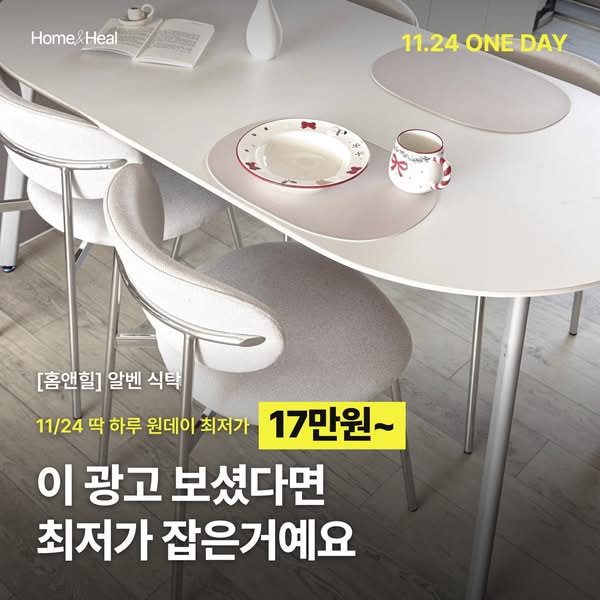 Home&Heal
11.24 ONE DAY
[홈앤힐] 알벤 식탁
11/24 딱 하루 원데이 최저가 17만원~
이 광고 보셨다면
최저가 잡은거예요